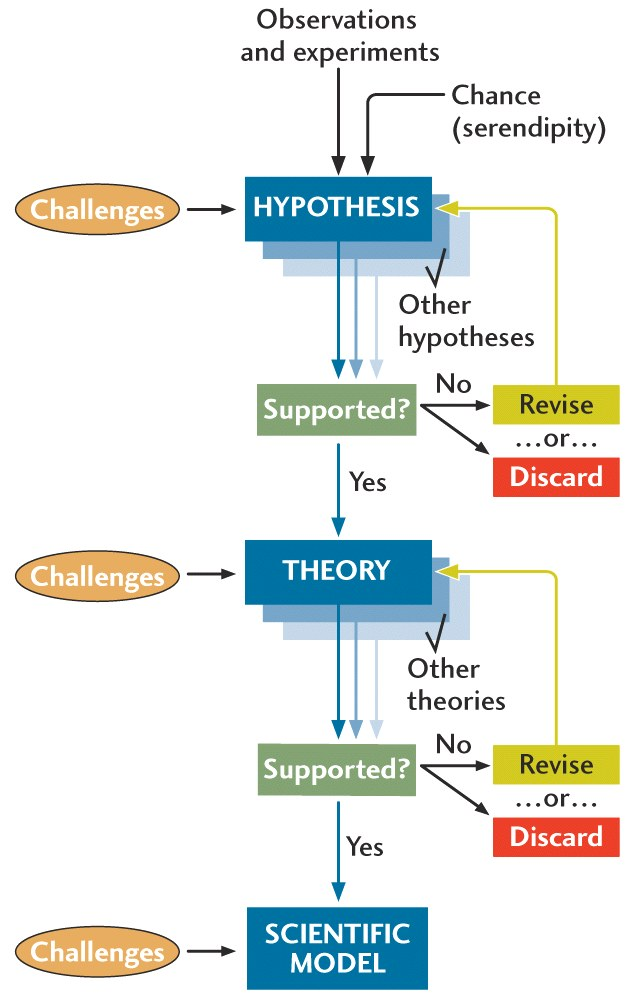 Observations
and experiments
Chance
(serendipity)
Challenges
HYPOTHESIS
Other
hypotheses
Supported?
No
Revise
...or...
Discard
Yes
Challenges
THEORY
Other
theories
Supported?
No
Revise
...or...
Discard
Yes
Challenges
SCIENTIFIC
MODEL